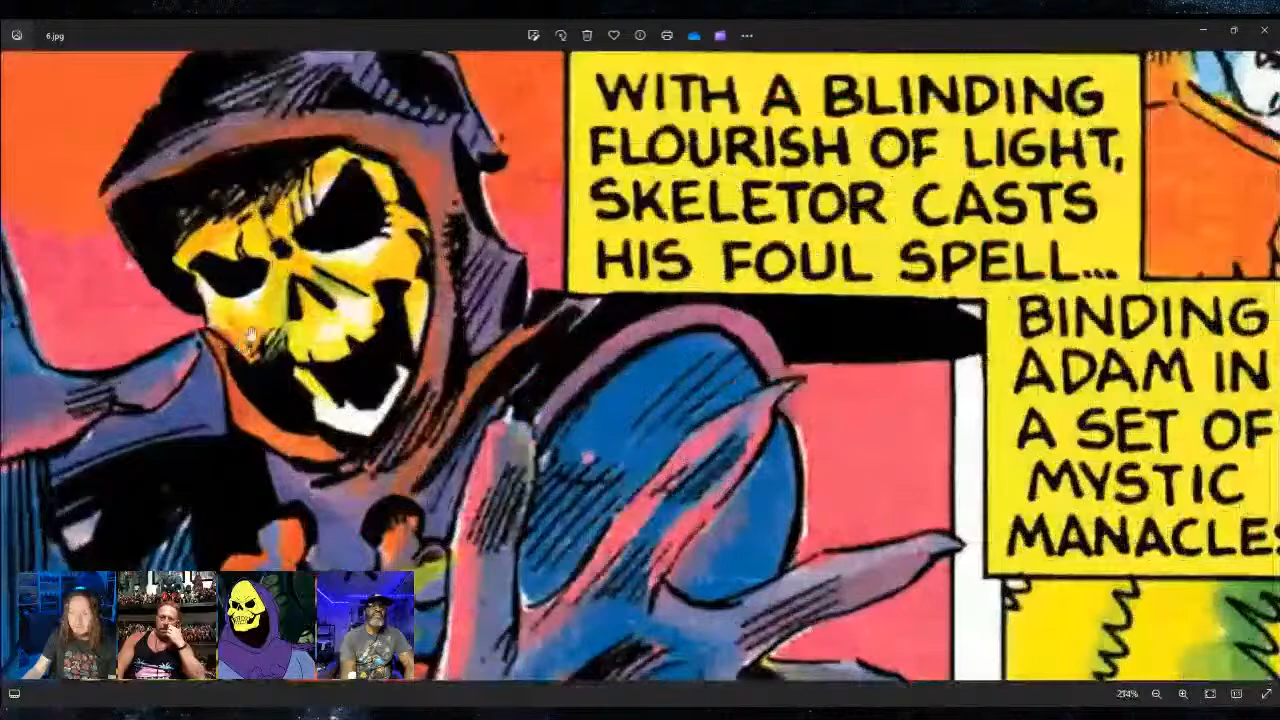 6.jpg
WITH A BLINDING
FLOURISH OF LIGHT,
SKELETOR CASTS
HIS FOUL SPELL...
BINDING
ADAM IN
A SET OF
MYSTIC
MANACLES
214%